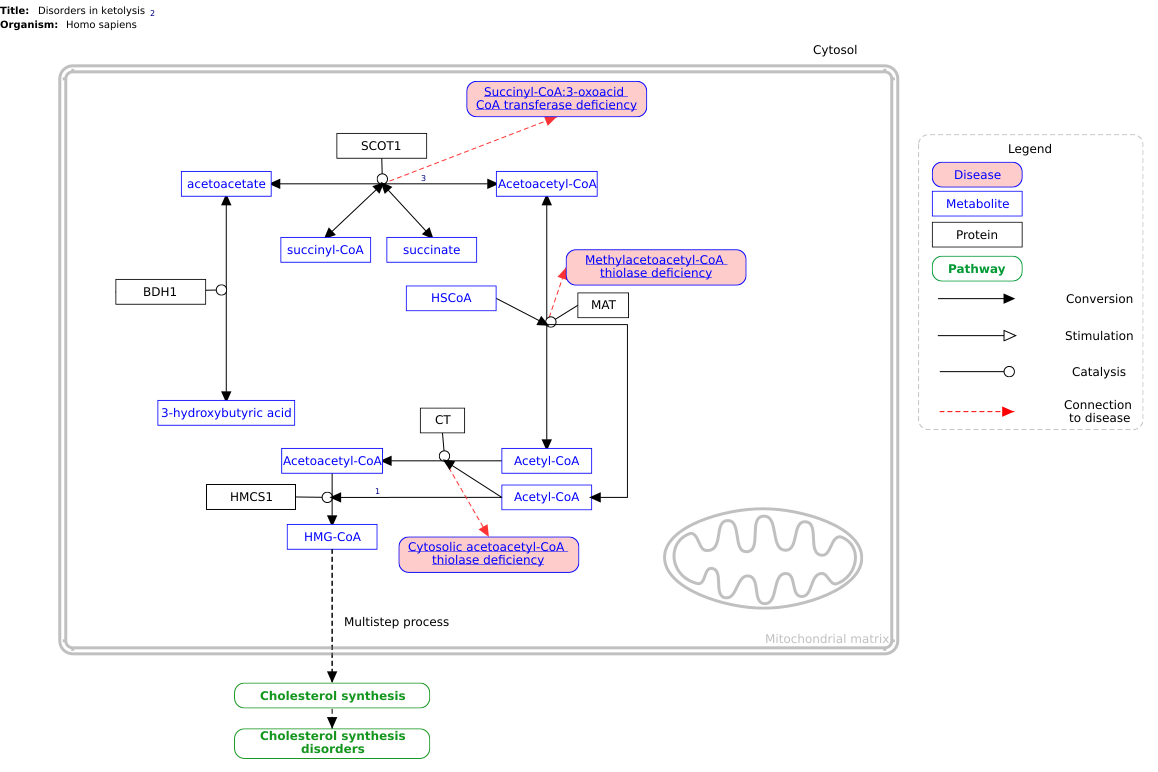 Title: Disorders in ketolysis 2
Organism: Homo sapiens
Cytosol
Succinyl-CoA:3-oxoacid
CoA transferase deficiency
SCOT1
acetoacetate
3
Acetoacetyl-CoA
succinyl-CoA
succinate
Methylacetoacetyl-CoA
thiolase deficiency
BDH1
HSCoA
MAT
3-hydroxybutyric acid
CT
Acetoacetyl-CoA
Acetyl-CoA
HMCS1
1
Acetyl-CoA
HMG-CoA
Cytosolic acetoacetyl-CoA
thiolase deficiency
Multistep process
Mitochondrial matrix
Cholesterol synthesis
Cholesterol synthesis
disorders
Legend
Disease
Metabolite
Protein
Pathway
Conversion
Stimulation
Catalysis
Connection
to disease